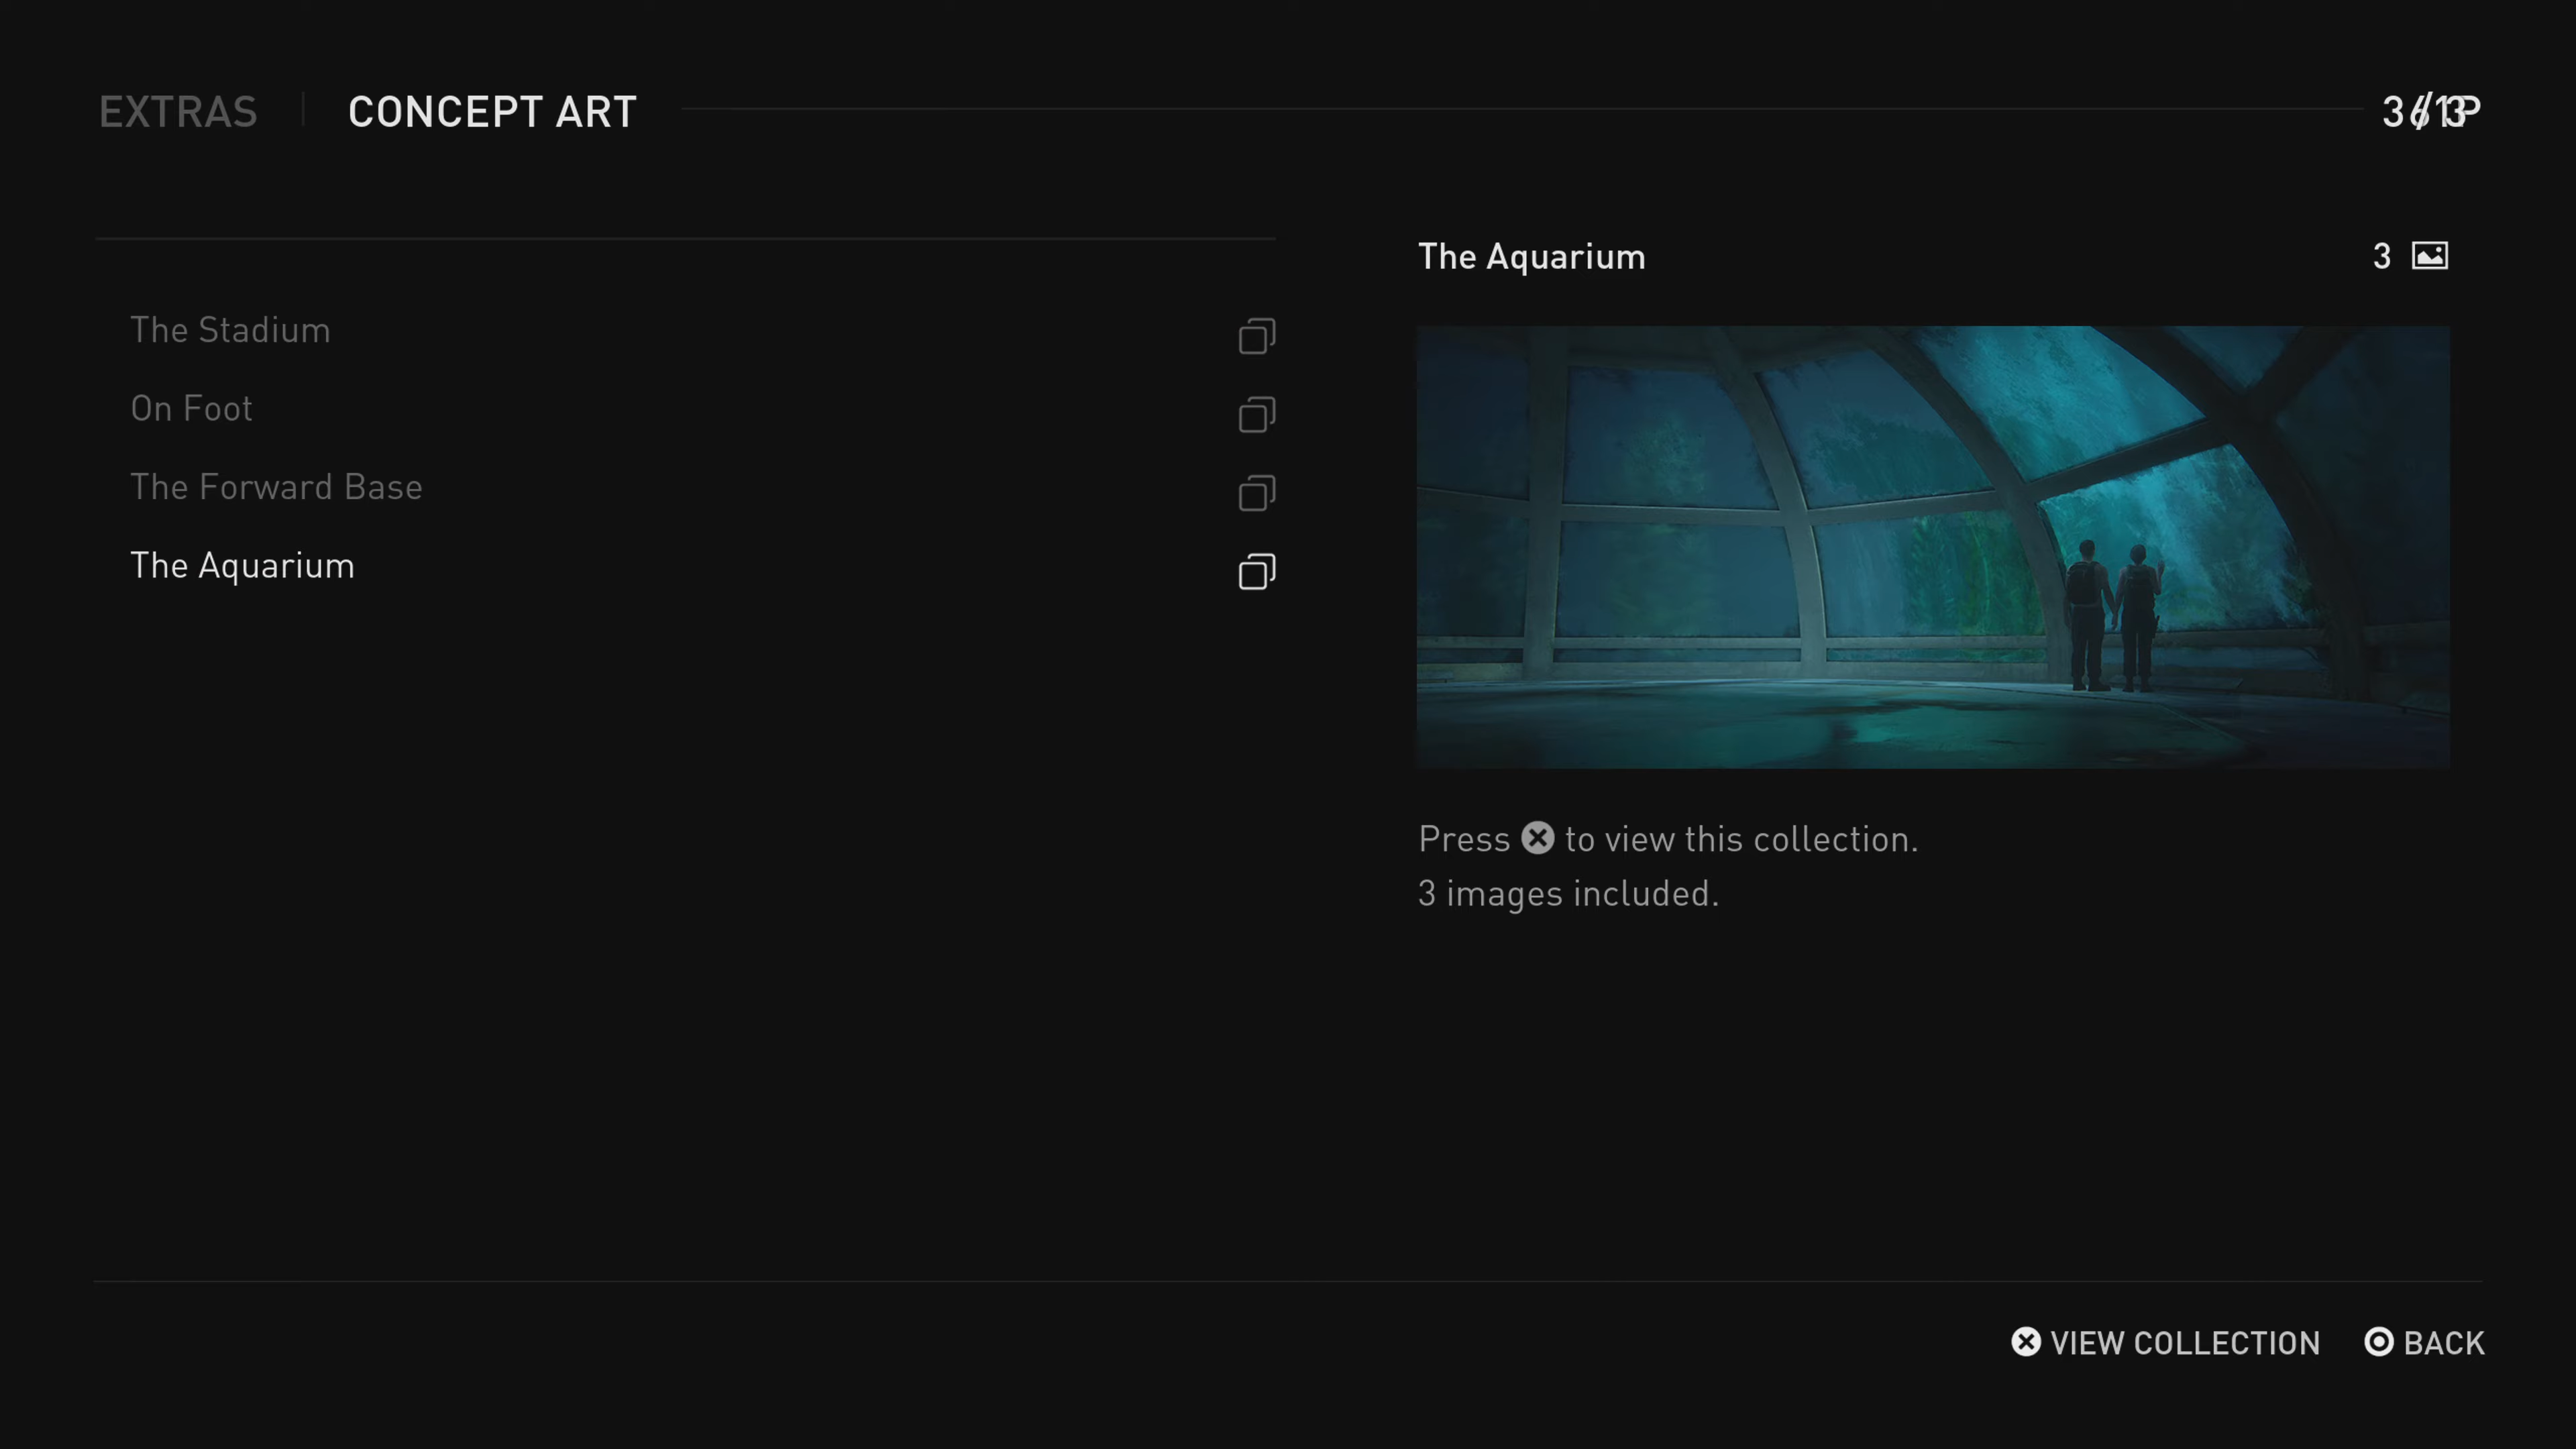 EXTRAS
CONCEPT ART
The Aquarium
3
The Stadium
On Foot
The Forward Base
The Aquarium
Press to view this collection.
3 images included.
VIEW COLLECTION
BACK